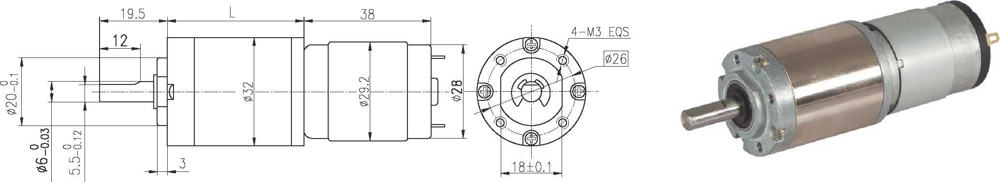 19.5
L
38
12
4-M3 EQS
ø26
ø20 0 -0.1
ø6 0 -0.03
5.5 0 -0.12
ø32
ø29.2
ø28
3
18±0.1